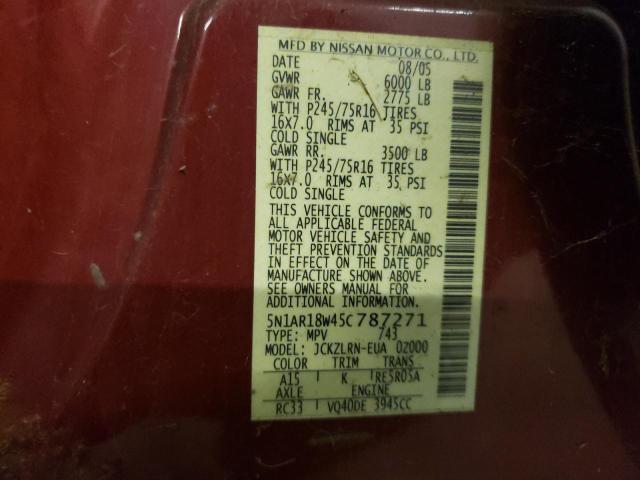 MFD BY NISSAN MOTOR CO., LTD.
DATE 08/05
GVWR 6000 LB
GAWR FR. 2775 LB
WITH P245/75R16 TIRES
16X7.0 RIMS AT 35 PSI
COLD SINGLE
GAWR RR. 3500 LB
WITH P245/75R16 TIRES
16X7.0 RIMS AT 35 PSI
COLD SINGLE
THIS VEHICLE CONFORMS TO
ALL APPLICABLE FEDERAL
MOTOR VEHICLE SAFETY AND
THEFT PREVENTION STANDARDS
IN EFFECT ON THE DATE OF
MANUFACTURE SHOWN ABOVE.
SEE OWNERS MANUAL FOR
ADDITIONAL INFORMATION.
5N1AR18W45C787271
TYPE: MPV /43
MODEL: JCKZLRN-EUA 02000
COLOR TRIM TRANS
A15 K RE5R05A
AXLE ENGINE
RC33 VQ40DE 3945CC